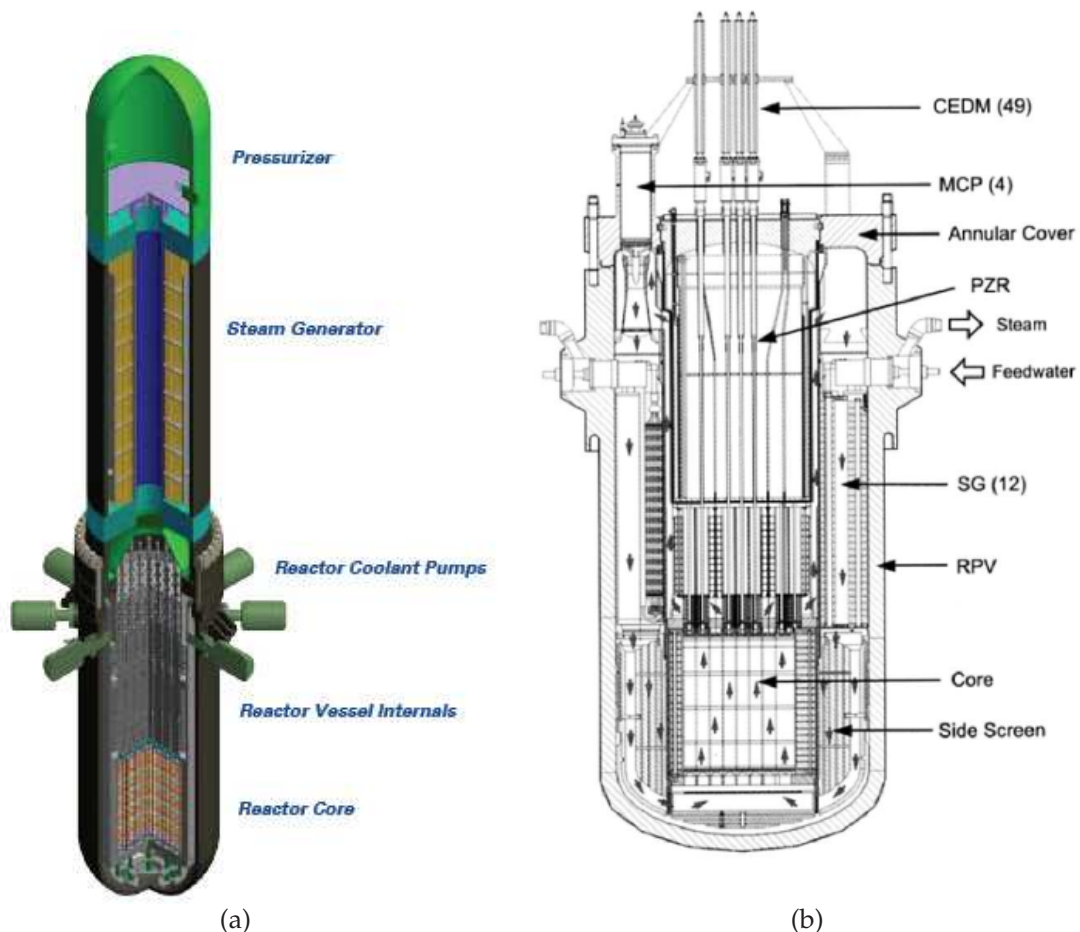 Pressurizer
Steam Generator
Reactor Coolant Pumps
Reactor Vessel Internals
Reactor Core
(a)
CEDM (49)
MCP (4)
Annular Cover
PZR
Steam
Feedwater
SG (12)
RPV
Core
Side Screen
(b)